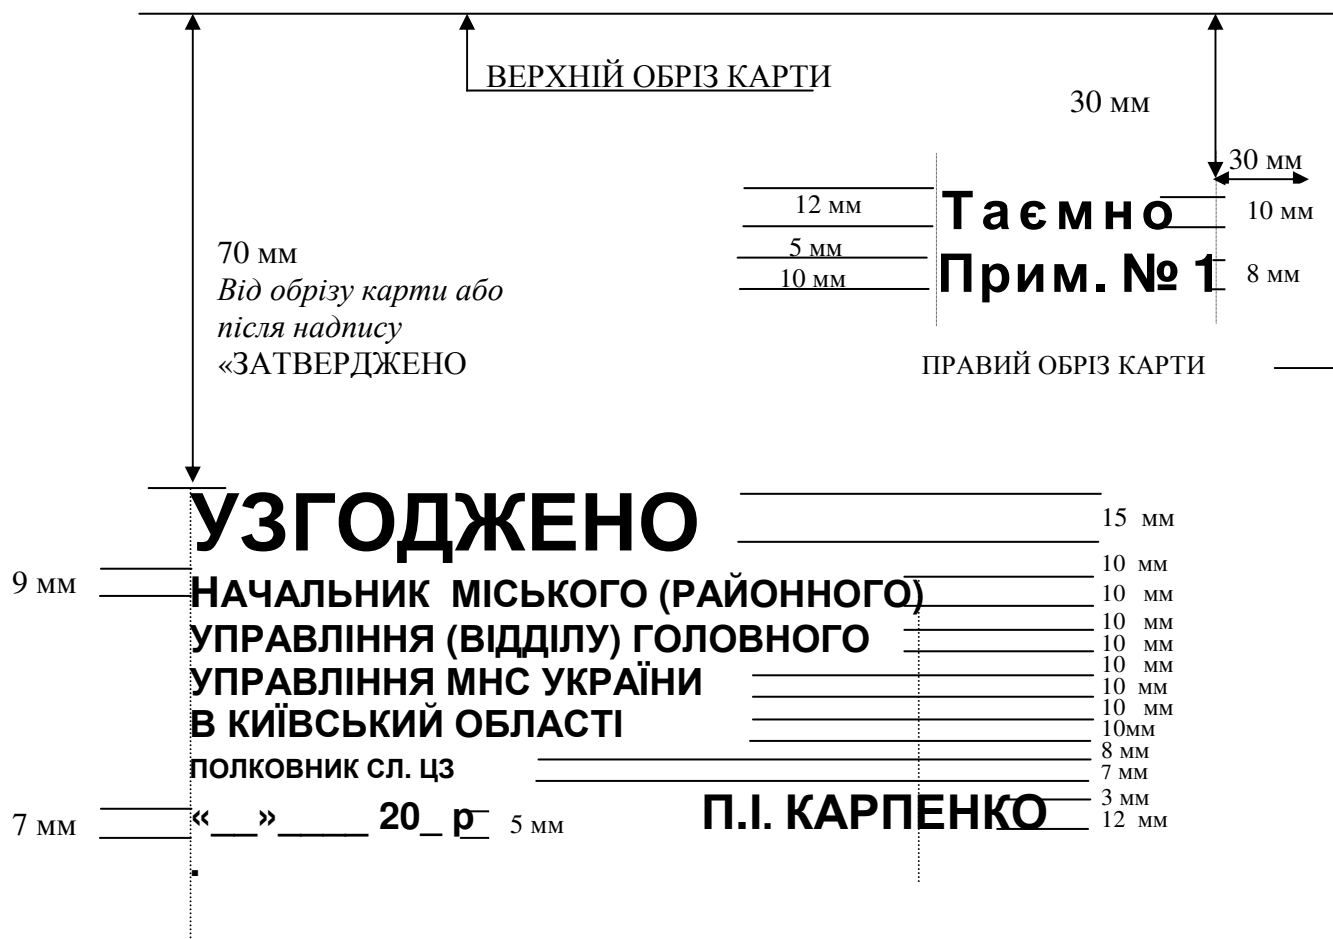 ВЕРХНІЙ ОБРІЗ КАРТИ
30 мм
30 мм
12 мм
Таємно
10 мм
5 мм
10 мм
Прим. № 1
8 мм
70 мм
Від обрізу карти або
після надпису
«ЗАТВЕРДЖЕНО
ПРАВИЙ ОБРІЗ КАРТИ
УЗГОДЖЕНО
15 мм
10 мм
9 мм
НАЧАЛЬНИК МІСЬКОГО (РАЙОННОГО)
10 мм
10 мм
УПРАВЛІННЯ (ВІДДІЛУ) ГОЛОВНОГО
10 мм
10 мм
УПРАВЛІННЯ МНС УКРАЇНИ
10 мм
10 мм
В КИЇВСЬКИЙ ОБЛАСТІ
10мм
8 мм
ПОЛКОВНИК СЛ. ЦЗ
7 мм
3 мм
7 мм
«__»____ 20_ р
5 мм
П.І. КАРПЕНКО
12 мм
.